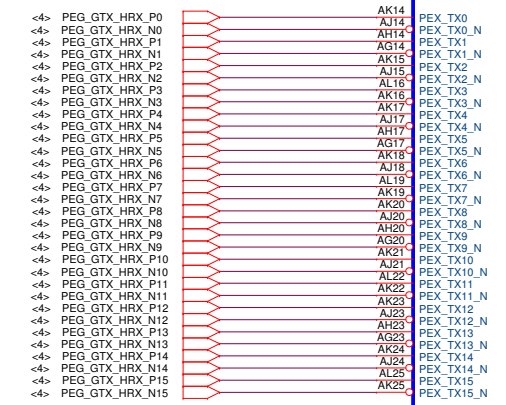 <4> PEG_GTX_HRX_P0 AK14 PEX_TX0
<4> PEG_GTX_HRX_N0 AJ14 PEX_TX0_N
<4> PEG_GTX_HRX_P1 AH14 PEX_TX1
<4> PEG_GTX_HRX_N1 AG14 PEX_TX1_N
<4> PEG_GTX_HRX_P2 AK15 PEX_TX2
<4> PEG_GTX_HRX_N2 AJ15 PEX_TX2_N
<4> PEG_GTX_HRX_P3 AL16 PEX_TX3
<4> PEG_GTX_HRX_N3 AK16 PEX_TX3_N
<4> PEG_GTX_HRX_P4 AK17 PEX_TX4
<4> PEG_GTX_HRX_N4 AJ17 PEX_TX4_N
<4> PEG_GTX_HRX_P5 AH17 PEX_TX5
<4> PEG_GTX_HRX_N5 AG17 PEX_TX5_N
<4> PEG_GTX_HRX_P6 AK18 PEX_TX6
<4> PEG_GTX_HRX_N6 AJ18 PEX_TX6_N
<4> PEG_GTX_HRX_P7 AL19 PEX_TX7
<4> PEG_GTX_HRX_N7 AK19 PEX_TX7_N
<4> PEG_GTX_HRX_P8 AK20 PEX_TX8
<4> PEG_GTX_HRX_N8 AJ20 PEX_TX8_N
<4> PEG_GTX_HRX_P9 AH20 PEX_TX9
<4> PEG_GTX_HRX_N9 AG20 PEX_TX9_N
<4> PEG_GTX_HRX_P10 AK21 PEX_TX10
<4> PEG_GTX_HRX_N10 AJ21 PEX_TX10_N
<4> PEG_GTX_HRX_P11 AL22 PEX_TX11
<4> PEG_GTX_HRX_N11 AK22 PEX_TX11_N
<4> PEG_GTX_HRX_P12 AK23 PEX_TX12
<4> PEG_GTX_HRX_N12 AJ23 PEX_TX12_N
<4> PEG_GTX_HRX_P13 AH23 PEX_TX13
<4> PEG_GTX_HRX_N13 AG23 PEX_TX13_N
<4> PEG_GTX_HRX_P14 AK24 PEX_TX14
<4> PEG_GTX_HRX_N14 AJ24 PEX_TX14_N
<4> PEG_GTX_HRX_P15 AL25 PEX_TX15
<4> PEG_GTX_HRX_N15 AK25 PEX_TX15_N